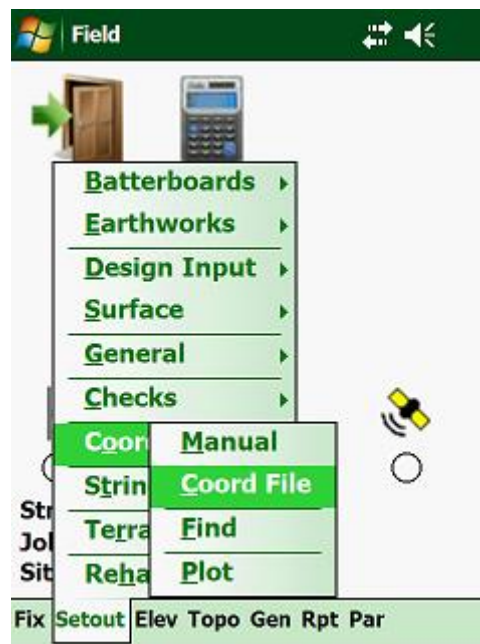 Field
Batterboards
Earthworks
Design Input
Surface
General
Checks
Coor
Manual
Strin
Coord File
Str
Terra
Find
Jol
Sit
Reha
Plot
Fix Setout Elev Topo Gen Rpt Par